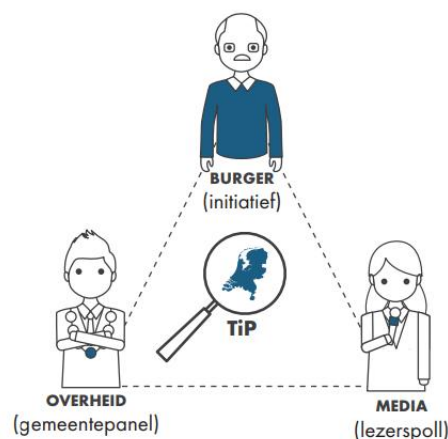 BURGER
(initiatief)
TiP
OVERHEID
(gemeentepanel)
MEDIA
(lezerspoll)